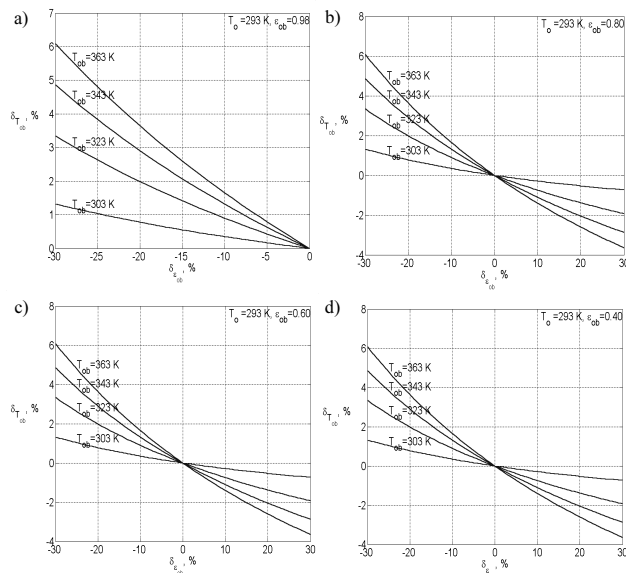 a)
T_o =293 K, ε_ob=0.98
7
6
5
4
3
2
1
0
δ_T_ob, %
T_ob=363 K
T_ob=343 K
T_ob=323 K
T_ob=303 K
-30 -25 -20 -15 -10 -5 0
δ_ε_ob, %
b)
T_o =293 K, ε_ob=0.80
8
6
4
2
0
-2
-4
δ_T_ob, %
T_ob=363 K
T_ob=343 K
T_ob=323 K
T_ob=303 K
-30 -20 -10 0 10 20 30
δ_ε_ob, %
c)
T_o =293 K, ε_ob=0.60
8
6
4
2
0
-2
-4
δ_T_ob, %
T_ob=363 K
T_ob=343 K
T_ob=323 K
T_ob=303 K
-30 -20 -10 0 10 20 30
δ_ε_ob, %
d)
T_o =293 K, ε_ob=0.40
8
6
4
2
0
-2
-4
δ_T_ob, %
T_ob=363 K
T_ob=343 K
T_ob=323 K
T_ob=303 K
-30 -20 -10 0 10 20 30
δ_ε_ob, %